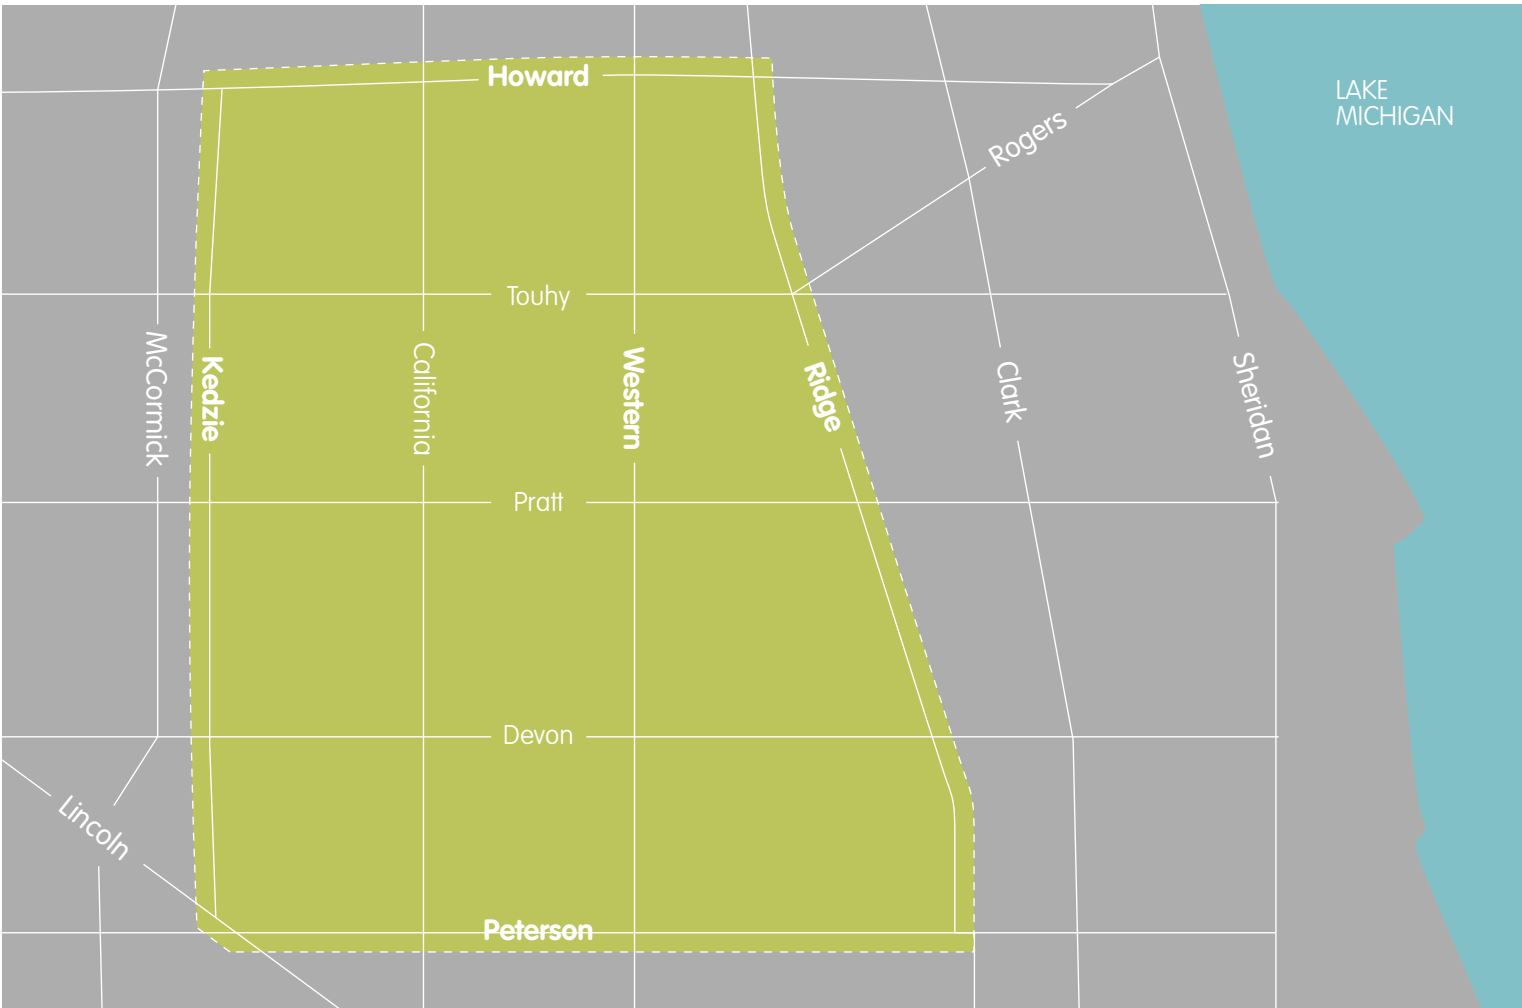 Howard
LAKE
MICHIGAN
Rogers
Touhy
McCormick
Kedzie
California
Western
Ridge
Clark
Sheridan
Pratt
Devon
Lincoln
Peterson